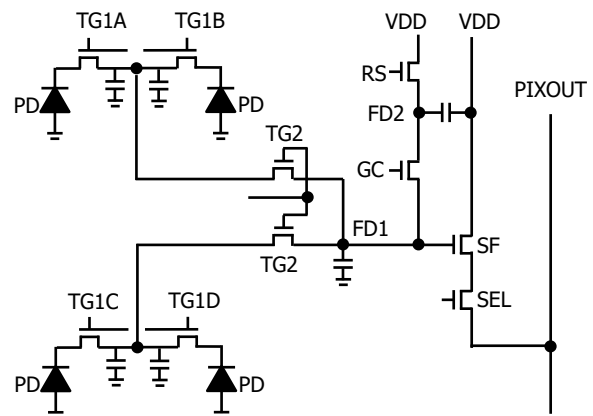 TG1A TG1B VDD VDD
RS
PIXOUT
PD PD FD2
TG2
GC
FD1
SF
TG2
TG1C TG1D SEL
PD PD